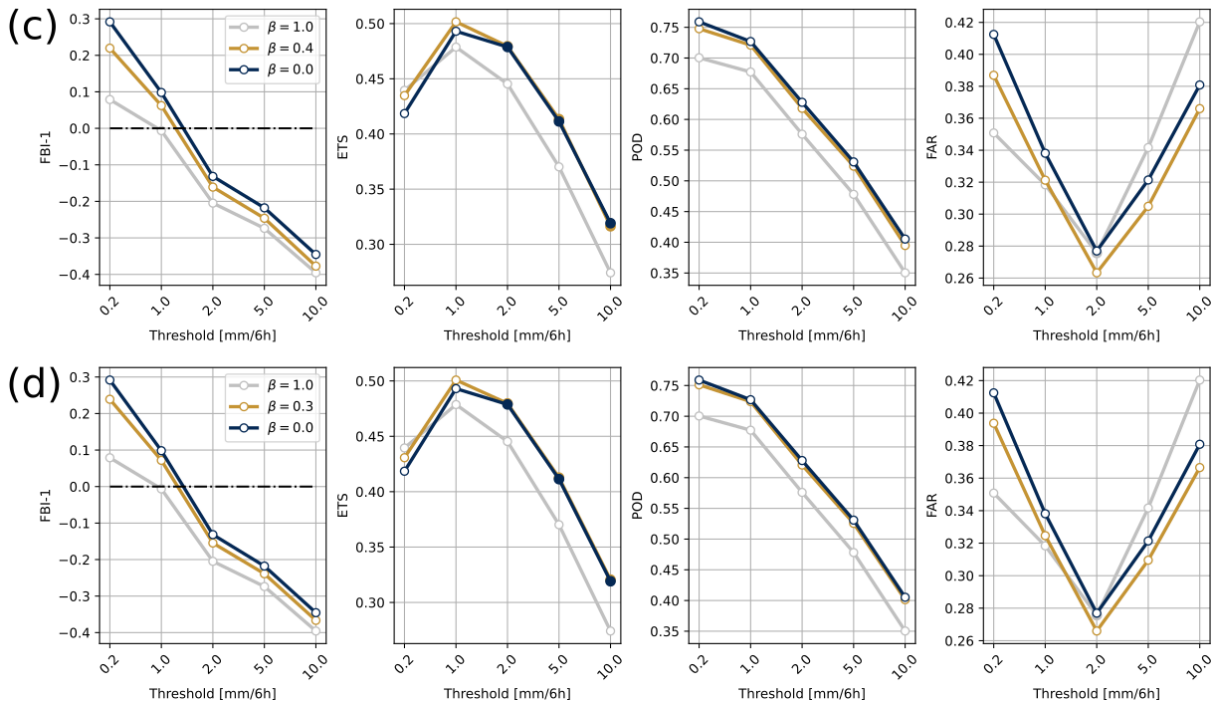 (c)
FBI-1
0.3
0.2
0.1
0.0
−0.1
−0.2
−0.3
−0.4
β = 1.0
β = 0.4
β = 0.0
0.2 1.0 2.0 5.0 10.0
Threshold [mm/6h]
ETS
0.50
0.45
0.40
0.35
0.30
0.2 1.0 2.0 5.0 10.0
Threshold [mm/6h]
POD
0.75
0.70
0.65
0.60
0.55
0.50
0.45
0.40
0.35
0.2 1.0 2.0 5.0 10.0
Threshold [mm/6h]
FAR
0.42
0.40
0.38
0.36
0.34
0.32
0.30
0.28
0.26
0.2 1.0 2.0 5.0 10.0
Threshold [mm/6h]
(d)
FBI-1
0.3
0.2
0.1
0.0
−0.1
−0.2
−0.3
−0.4
β = 1.0
β = 0.3
β = 0.0
0.2 1.0 2.0 5.0 10.0
Threshold [mm/6h]
ETS
0.50
0.45
0.40
0.35
0.30
0.2 1.0 2.0 5.0 10.0
Threshold [mm/6h]
POD
0.75
0.70
0.65
0.60
0.55
0.50
0.45
0.40
0.35
0.2 1.0 2.0 5.0 10.0
Threshold [mm/6h]
FAR
0.42
0.40
0.38
0.36
0.34
0.32
0.30
0.28
0.26
0.2 1.0 2.0 5.0 10.0
Threshold [mm/6h]